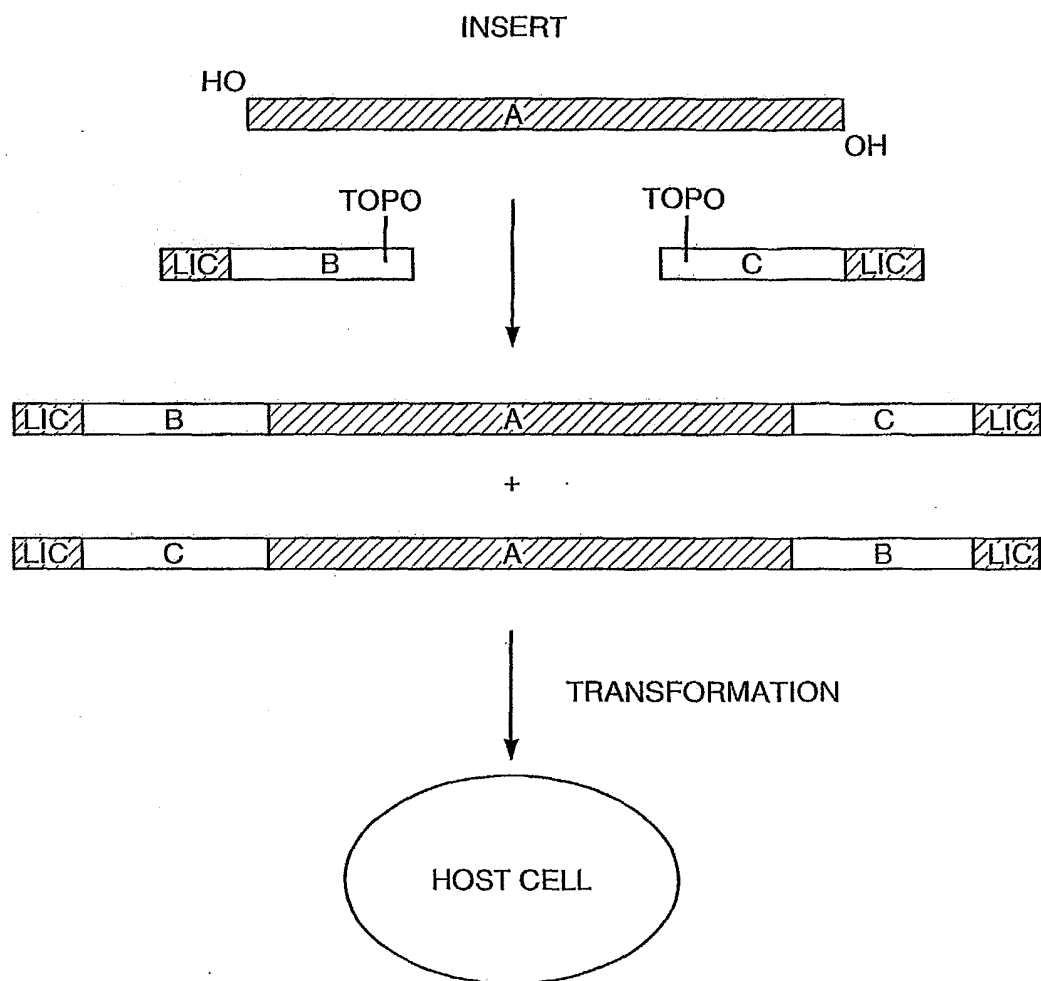 INSERT
HO
A
OH
TOPO TOPO
LIC B C LIC
LIC B A C LIC
+
LIC C A B LIC
TRANSFORMATION
HOST CELL